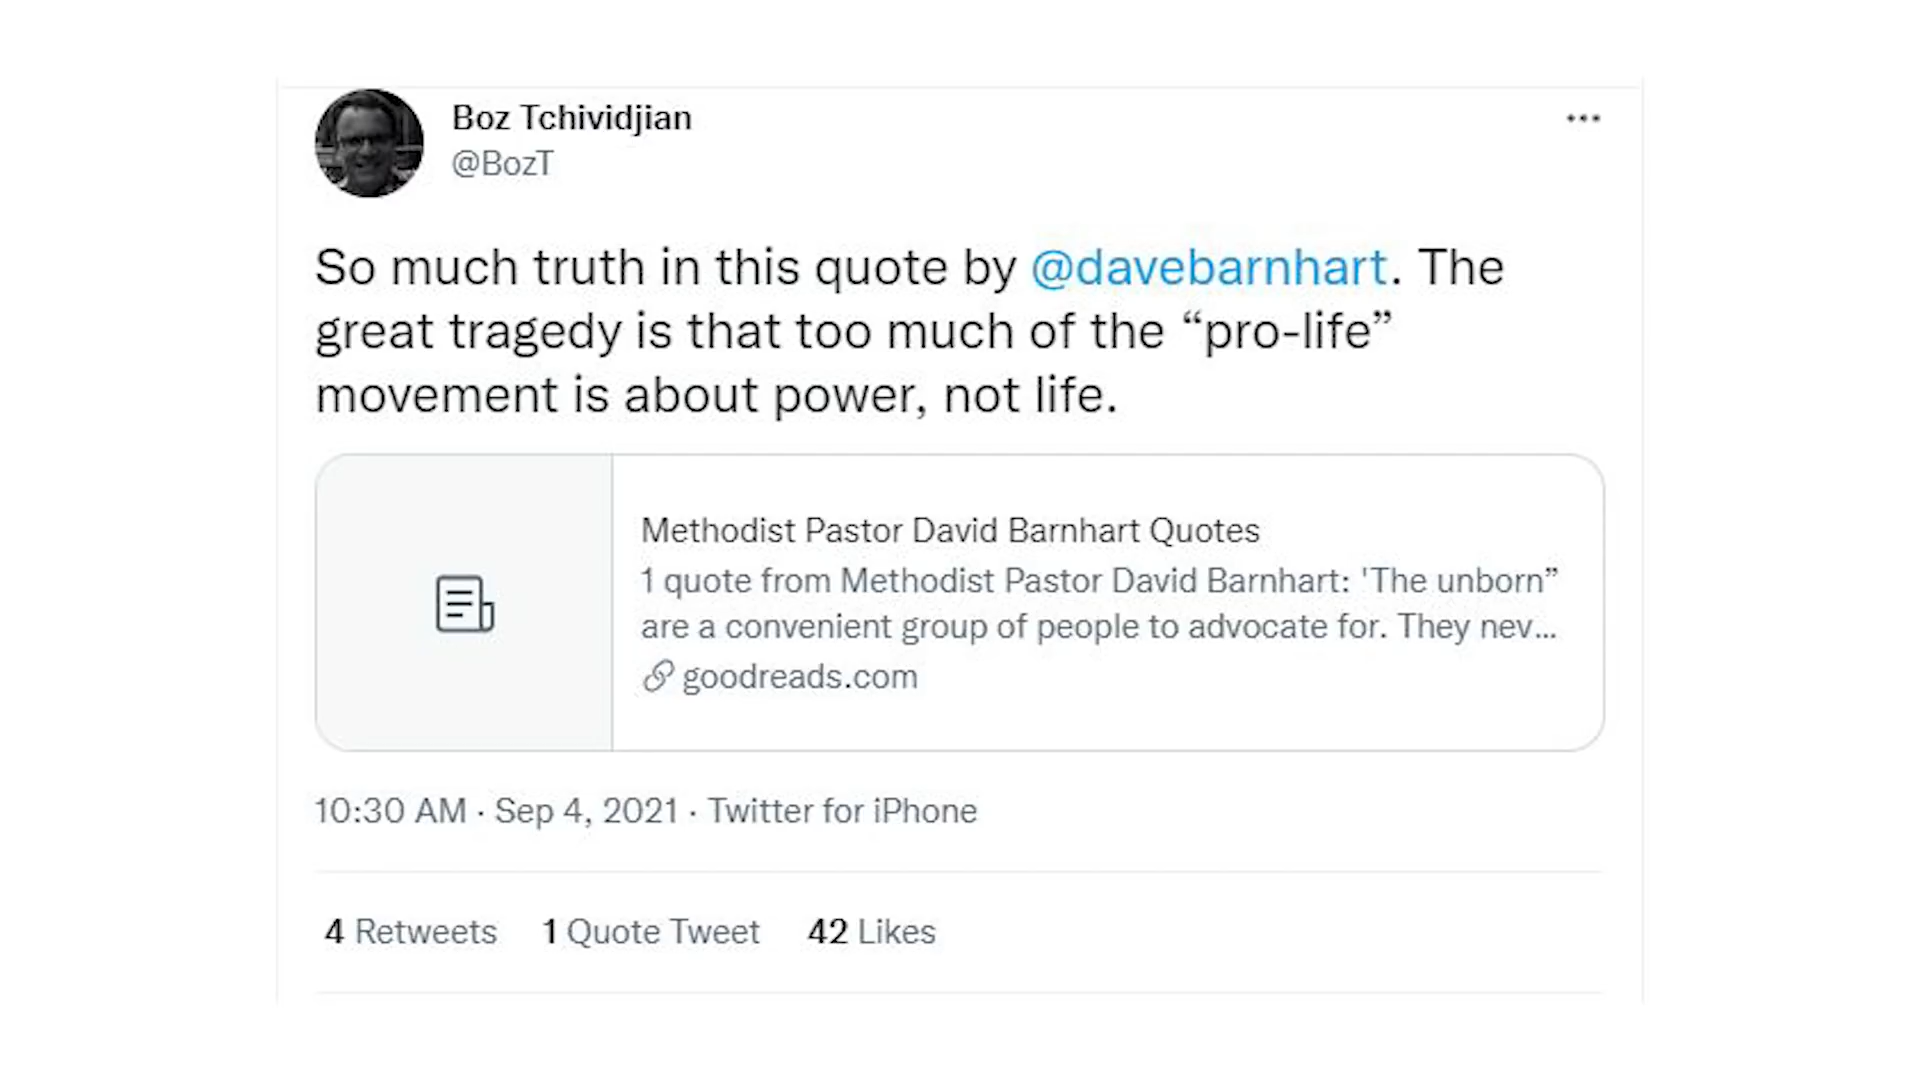 Boz Tchividjian
@BozT
So much truth in this quote by @davebarnhart. The
great tragedy is that too much of the “pro-life”
movement is about power, not life.
Methodist Pastor David Barnhart Quotes
1 quote from Methodist Pastor David Barnhart: 'The unborn”
are a convenient group of people to advocate for. They nev...
goodreads.com
10:30 AM · Sep 4, 2021 · Twitter for iPhone
4 Retweets 1 Quote Tweet 42 Likes